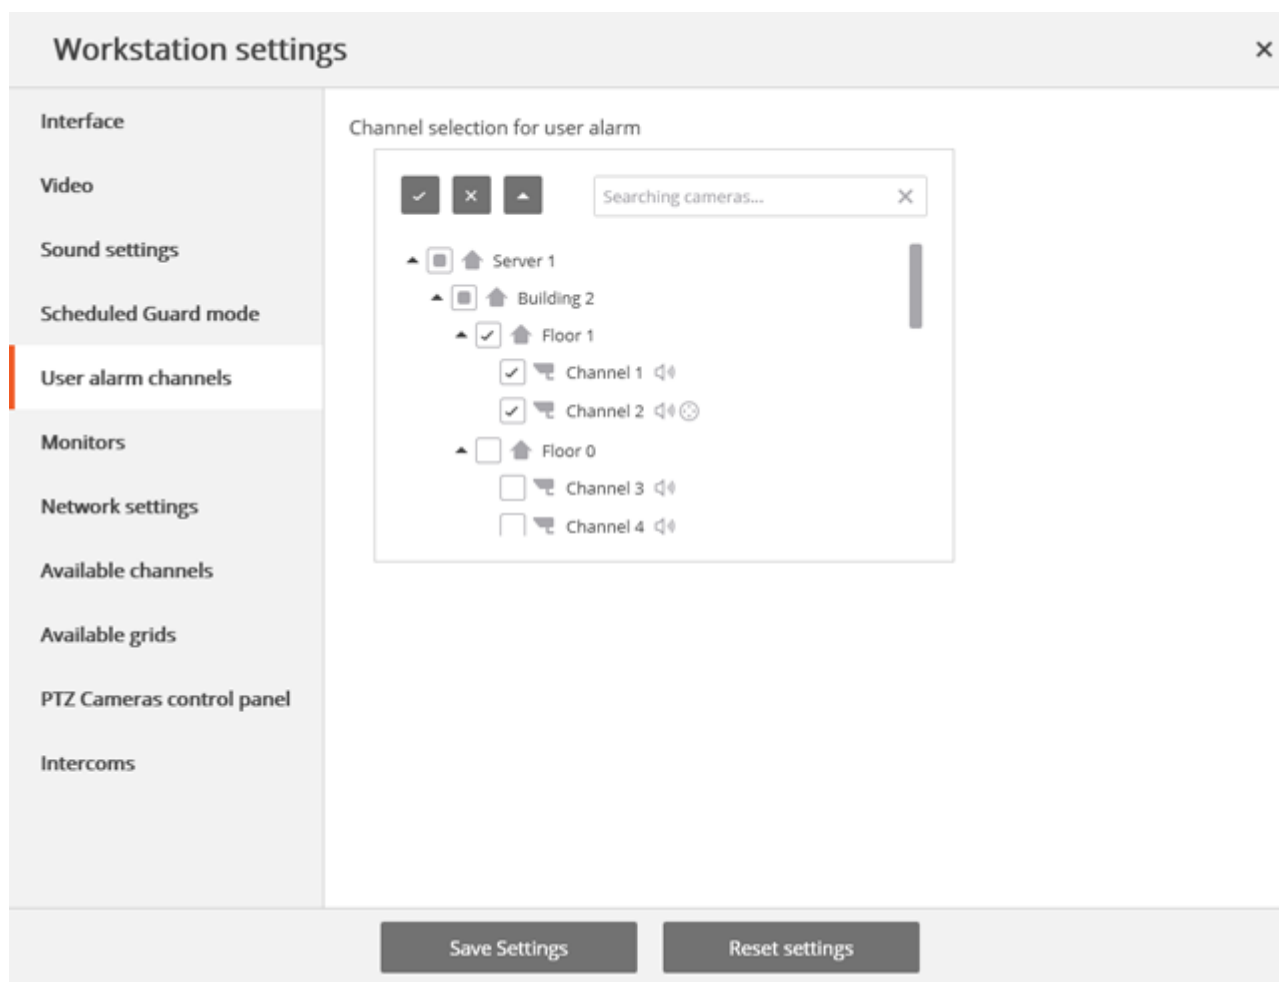 Workstation settings
Interface
Video
Sound settings
Scheduled Guard mode
User alarm channels
Monitors
Network settings
Available channels
Available grids
PTZ Cameras control panel
Intercoms
Channel selection for user alarm
Searching cameras...
Server 1
Building 2
Floor 1
Channel 1
Channel 2
Floor 0
Channel 3
Channel 4
Save Settings
Reset settings